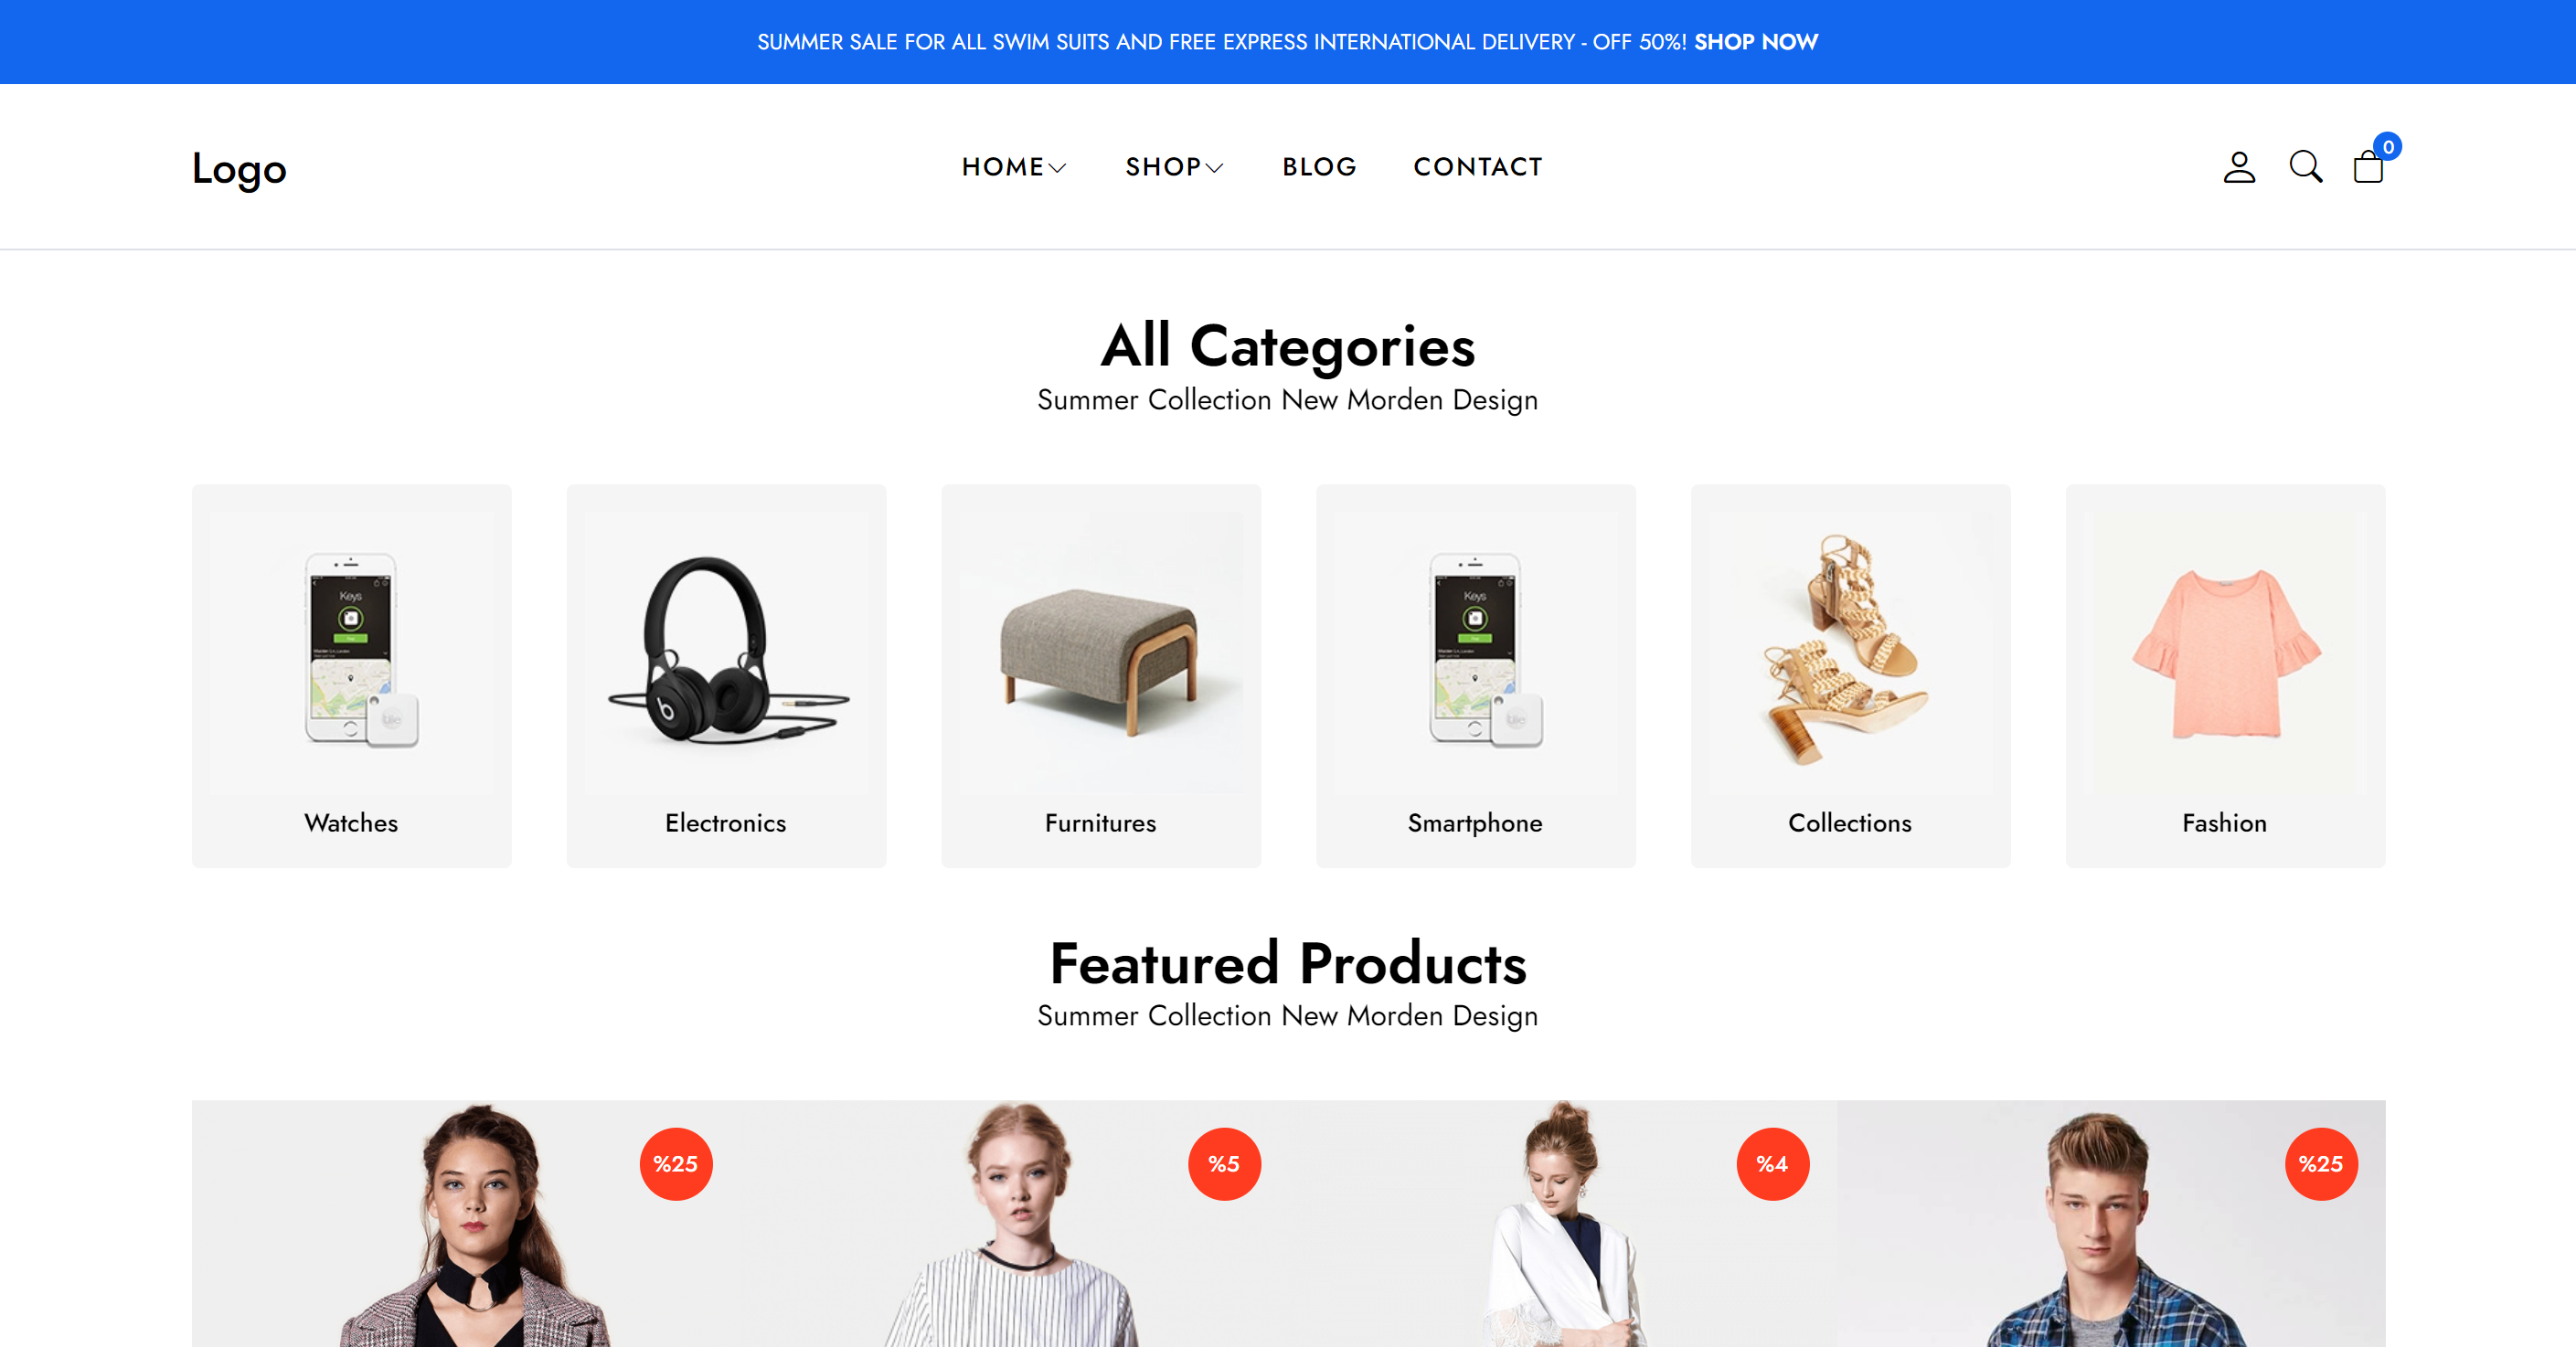 SUMMER SALE FOR ALL SWIM SUITS AND FREE EXPRESS INTERNATIONAL DELIVERY - OFF 50%! SHOP NOW
Logo
HOME SHOP BLOG CONTACT
0
All Categories
Summer Collection New Morden Design
Keys
Keys
tile
b
tile
Watches
Electronics
Furnitures
Smartphone
Collections
Fashion
Featured Products
Summer Collection New Morden Design
%25
%5
%4
%25